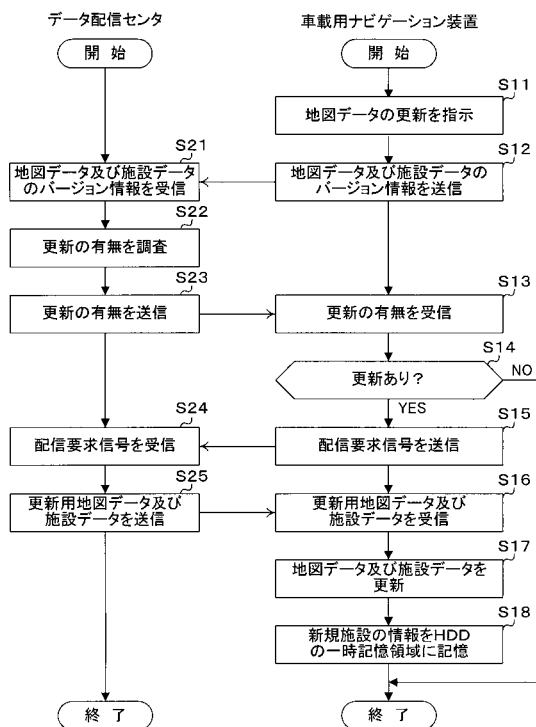 データ配信センタ
車載用ナビゲーション装置
開始
開始
S11
地図データの更新を指示
S21
地図データ及び施設データ
のバージョン情報を受信
S12
地図データ及び施設データの
バージョン情報を送信
S22
更新の有無を調査
S23
更新の有無を送信
S13
更新の有無を受信
S14
更新あり?
NO
YES
S24
配信要求信号を受信
S15
配信要求信号を送信
S25
更新用地図データ及び
施設データを送信
S16
更新用地図データ及び
施設データを受信
S17
地図データ及び施設データを
更新
S18
新規施設の情報をHDD
の一時記憶領域に記憶
終了
終了